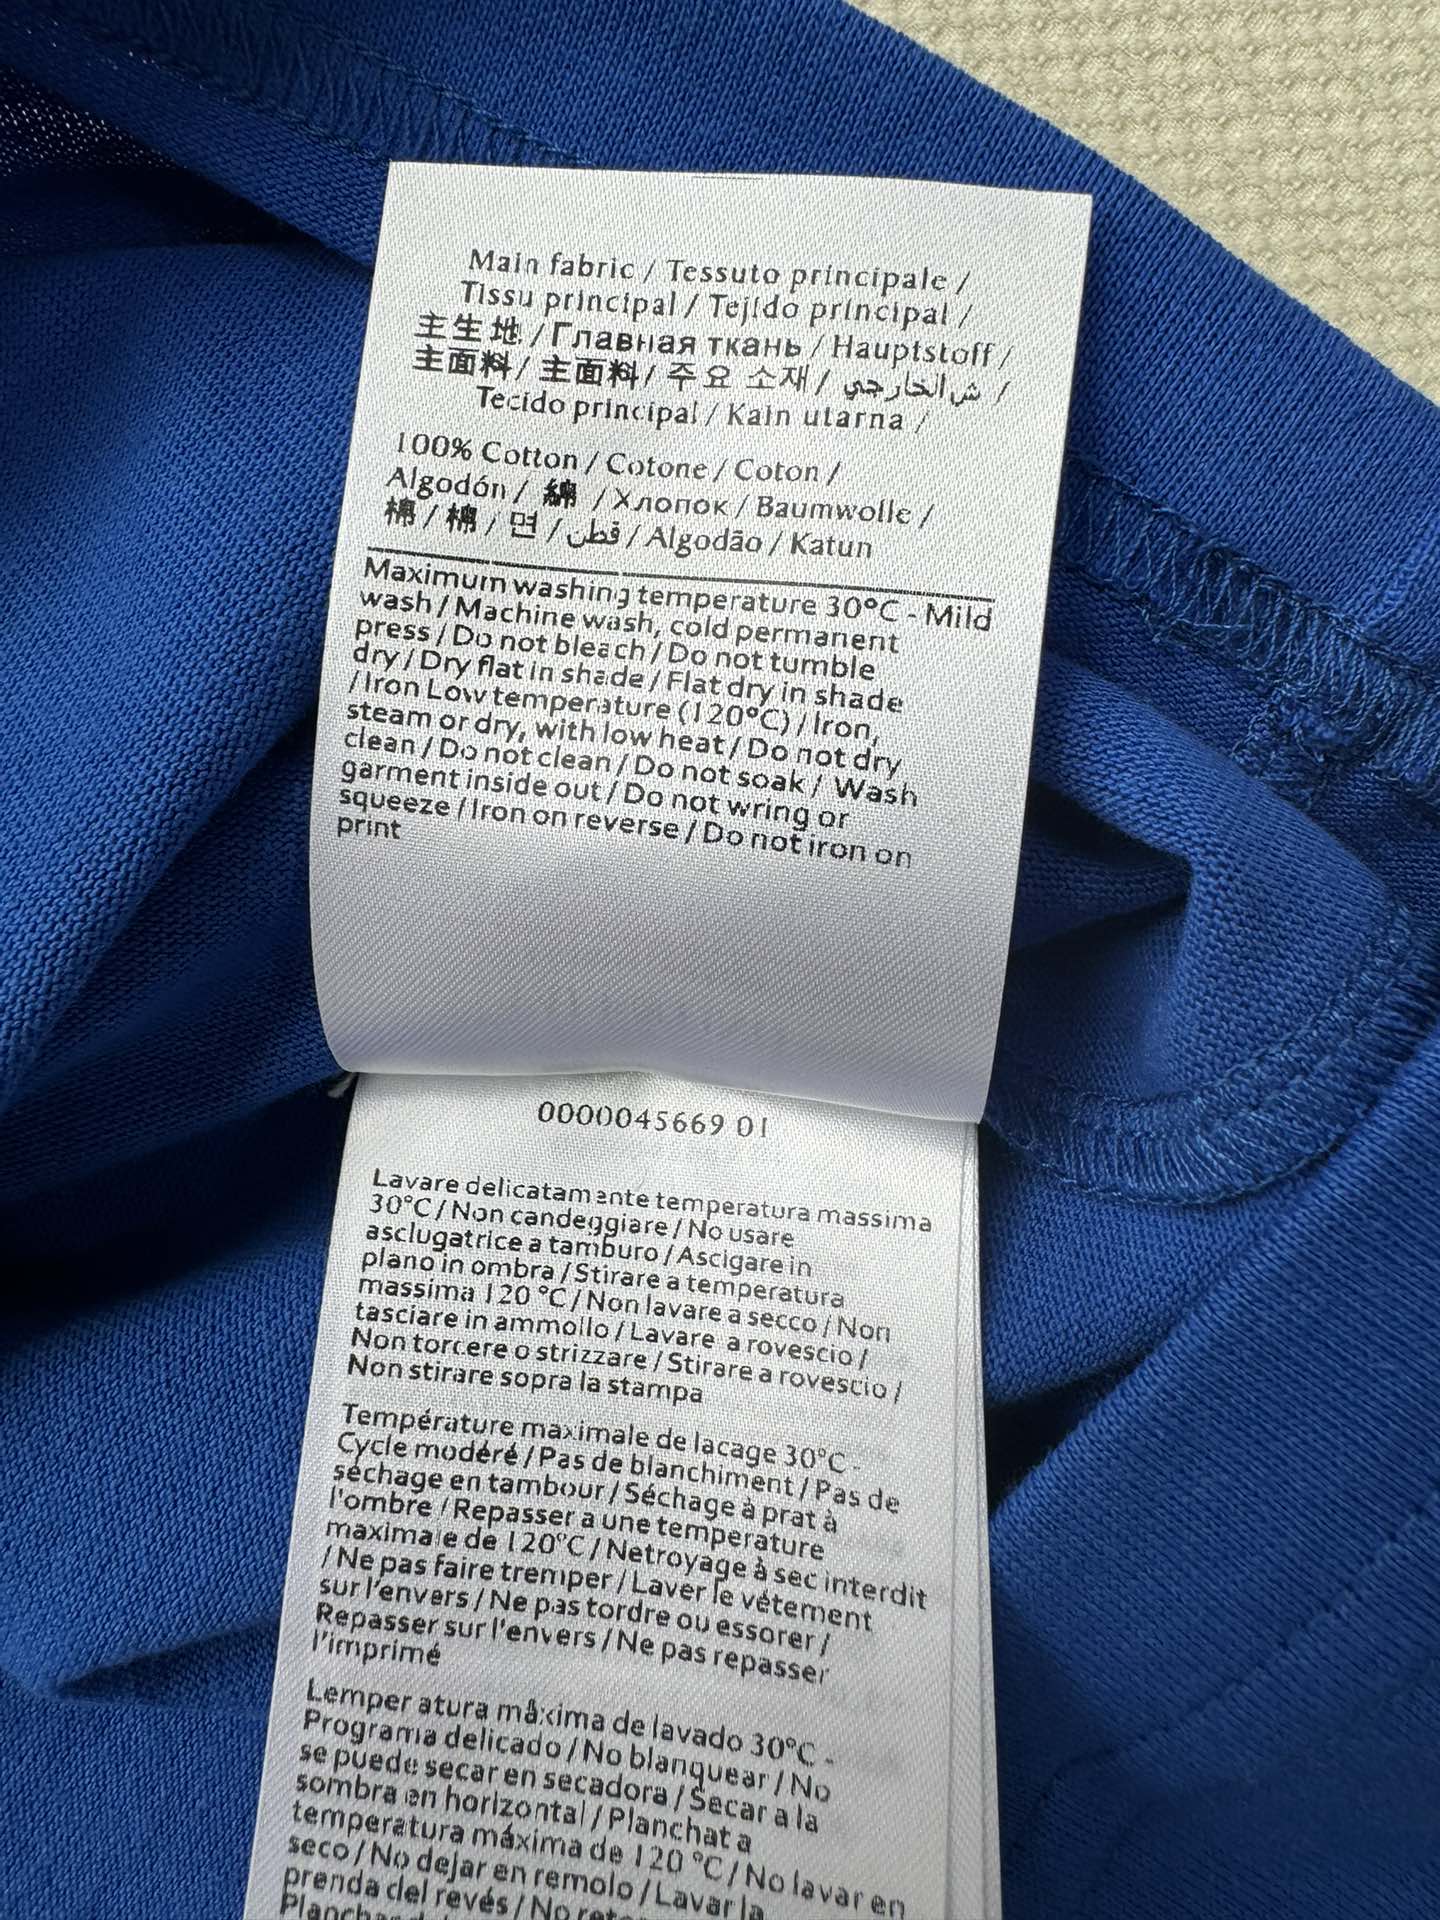 Main fabric / Tessuto principale /
Tissu principal / Tejido principal /
主生地 / Главная ткань / Hauptstoff /
主面料 / 主面料 / 주요 소재 / ش الخارجي /
Tecido principal / Kain utarna /
100% Cotton / Cotone / Coton /
Algodón / 綿 / Хлопок / Baumwolle /
棉 / 棉 / 면 / قطن / Algodão / Katun
Maximum washing temperature 30°C - Mild
wash / Machine wash, cold permanent
press / Do not bleach / Do not tumble
dry / Dry flat in shade / Flat dry in shade
/ Iron Low temperature (120°C) / Iron,
steam or dry, with low heat / Do not dry
clean / Do not clean / Do not soak / Wash
garment inside out / Do not wring or
squeeze / Iron on reverse / Do not iron on
print
0000045669 01
Lavare delicatamente temperatura massima
30°C / Non candeggiare / No usare
asclugatrice a tamburo / Ascigare in
plano in ombra / Stirare a temperatura
massima 120 °C / Non lavare a secco / Non
tasciare in ammollo / Lavare a rovescio /
Non torcere o strizzare / Stirare a rovescio /
Non stirare sopra la stampa
Température maximale de lacage 30°C -
Cycle modéré / Pas de blanchiment / Pas de
séchage en tambour / Séchage à prat à
l'ombre / Repasser a une temperature
maximale de 120°C / Netroyage à sec interdit
/ Ne pas faire tremper / Laver le vétement
sur l'envers / Ne pas tordre ou essorer /
Repasser sur l'envers / Ne pas repasser
l'imprimé
Lemperatura máxima de lavado 30°C -
Programa delicado / No blanquear / No
se puede secar en secadora / Secar a la
sombra en horizontal / Planchat a
temperatura máxima de 120 °C / No lavar en
seco / No dejar en remolo / Lavar la
prenda del revés / No